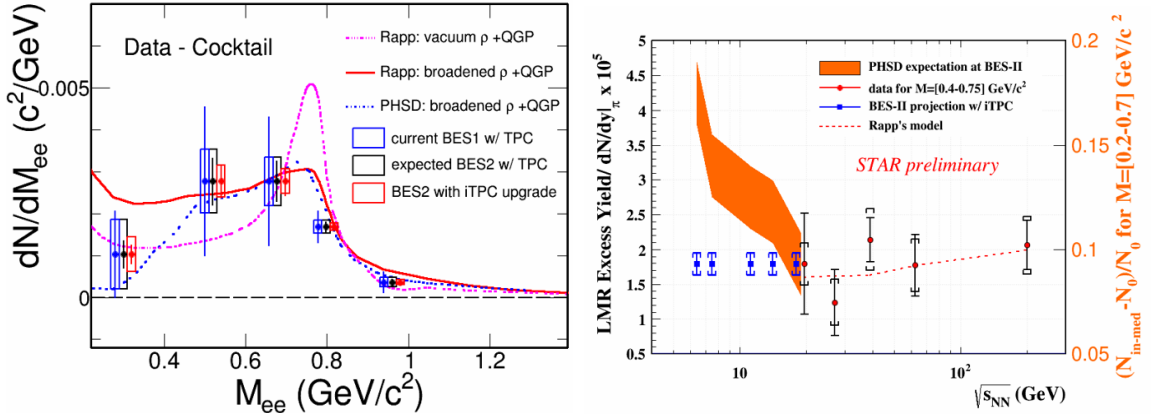 Data - Cocktail
Rapp: vacuum ρ +QGP
Rapp: broadened ρ +QGP
PHSD: broadened ρ +QGP
current BES1 w/ TPC
expected BES2 w/ TPC
BES2 with iTPC upgrade
dN/dM_ee (c²/GeV)
0.005
0
0.4
0.6
0.8
1
1.2
M_ee (GeV/c²)
LMR Excess Yield/ dN/dy|_π x 10⁵
5
4.5
4
3.5
3
2.5
2
1.5
1
0.5
PHSD expectation at BES-II
data for M=[0.4-0.75] GeV/c²
BES-II projection w/ iTPC
Rapp's model
STAR preliminary
10
10²
√s_NN (GeV)
0.2
0.15
0.1
0.05
(N_in-med-N₀)/N₀ for M=[0.2-0.7] GeV/c²